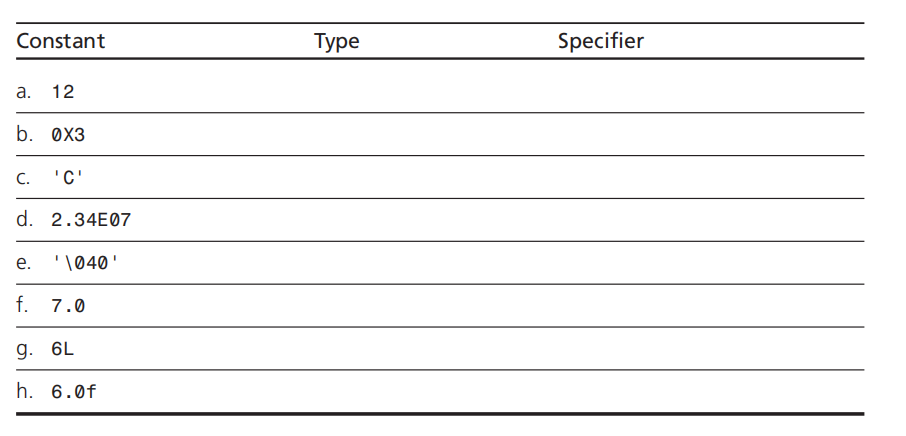 Constant Type Specifier
a. 12
b. 0X3
c. 'C'
d. 2.34E07
e. '\040'
f. 7.0
g. 6L
h. 6.0f